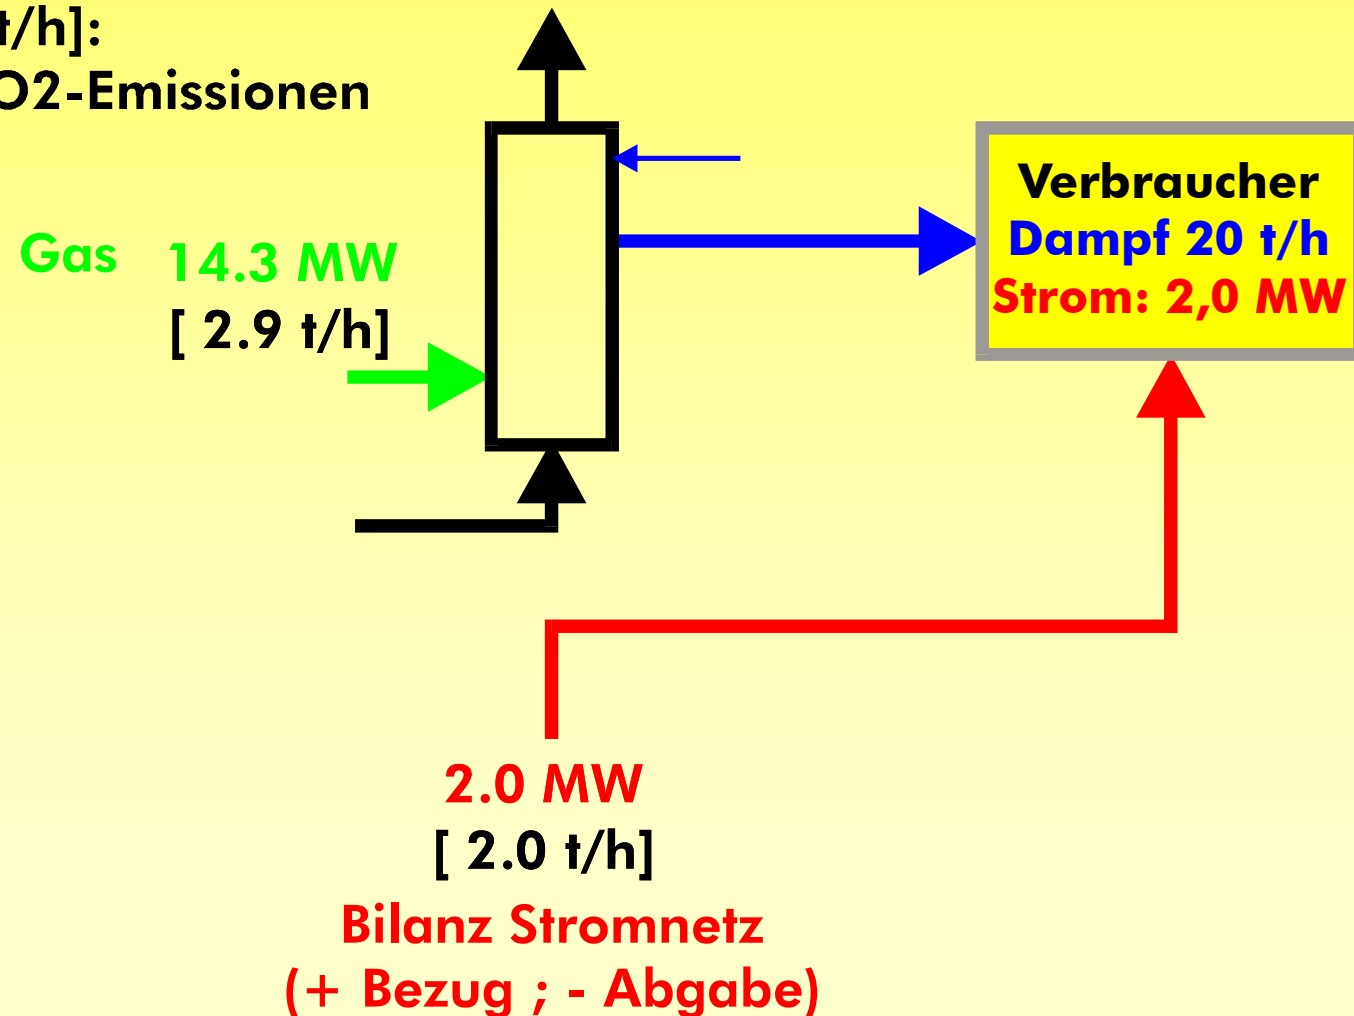 t/h]:
O2-Emissionen
Verbraucher
Dampf 20 t/h
Strom: 2,0 MW
Gas 14.3 MW
[ 2.9 t/h]
2.0 MW
[ 2.0 t/h]
Bilanz Stromnetz
(+ Bezug ; - Abgabe)